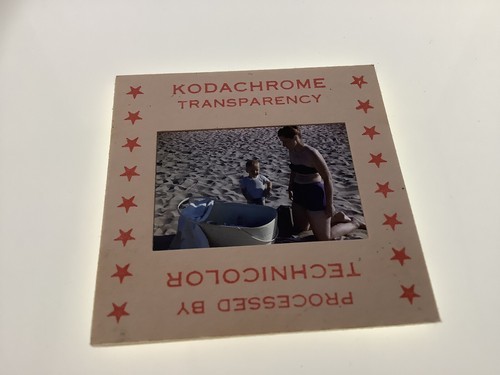 KODACHROME
TRANSPARENCY
PROCESSED BY
TECHNICOLOR